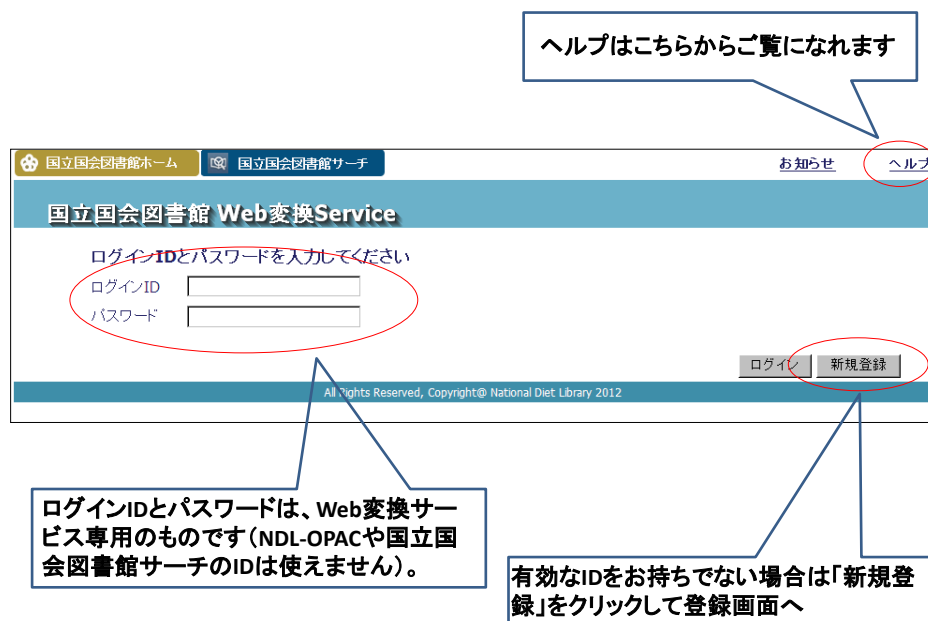 ヘルプはこちらからご覧になれます
国立国会図書館ホーム 国立国会図書館サーチ お知らせ ヘルプ
国立国会図書館 Web変換Service
ログインIDとパスワードを入力してください
ログインID
パスワード
ログイン 新規登録
All Rights Reserved, Copyright@ National Diet Library 2012
ログインIDとパスワードは、Web変換サー
ビス専用のものです（NDL-OPACや国立国
会図書館サーチのIDは使えません）。
有効なIDをお持ちでない場合は「新規登
録」をクリックして登録画面へ